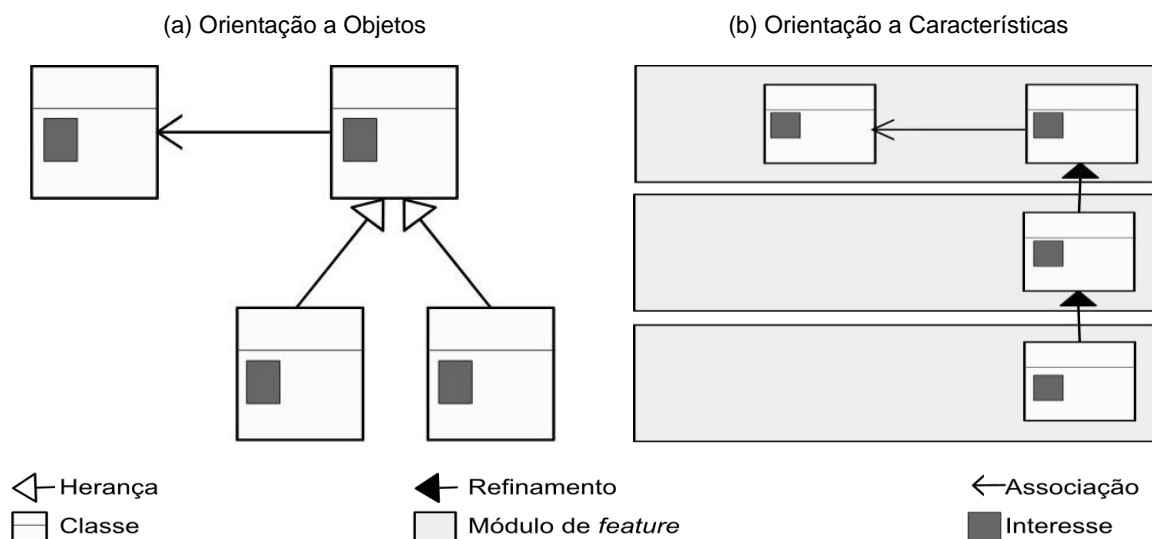 (a) Orientação a Objetos
(b) Orientação a Características
Herança
Refinamento
Associação
Classe
Módulo de feature
Interesse